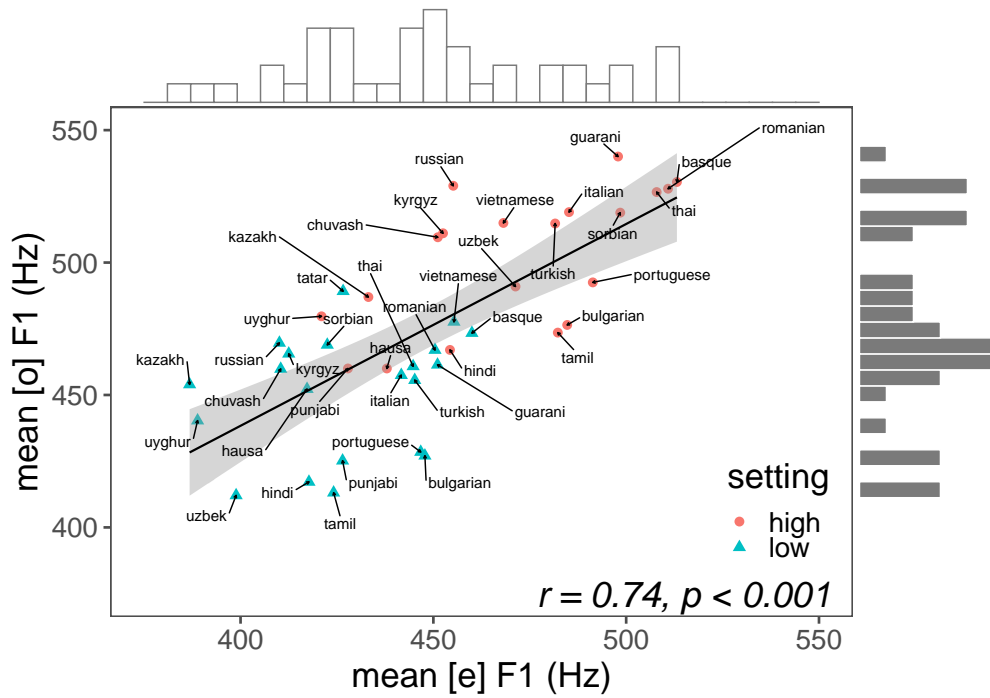 550
500
450
400
mean [o] F1 (Hz)
guarani
romanian
russian
basque
kyrgyz
vietnamese
italian
chuvash
uzbek
thai
sorbian
kazakh
thai
tatar
vietnamese
turkish
portuguese
romanian
uyghur
sorbian
basque
bulgarian
russian
hausa
tamil
kazakh
kyrgyz
hindi
chuvash
punjabi
italian
turkish
guarani
uyghur
hausa
portuguese
hindi
punjabi
bulgarian
uzbek
tamil
setting
high
low
r = 0.74, p < 0.001
400
450
500
550
mean [e] F1 (Hz)